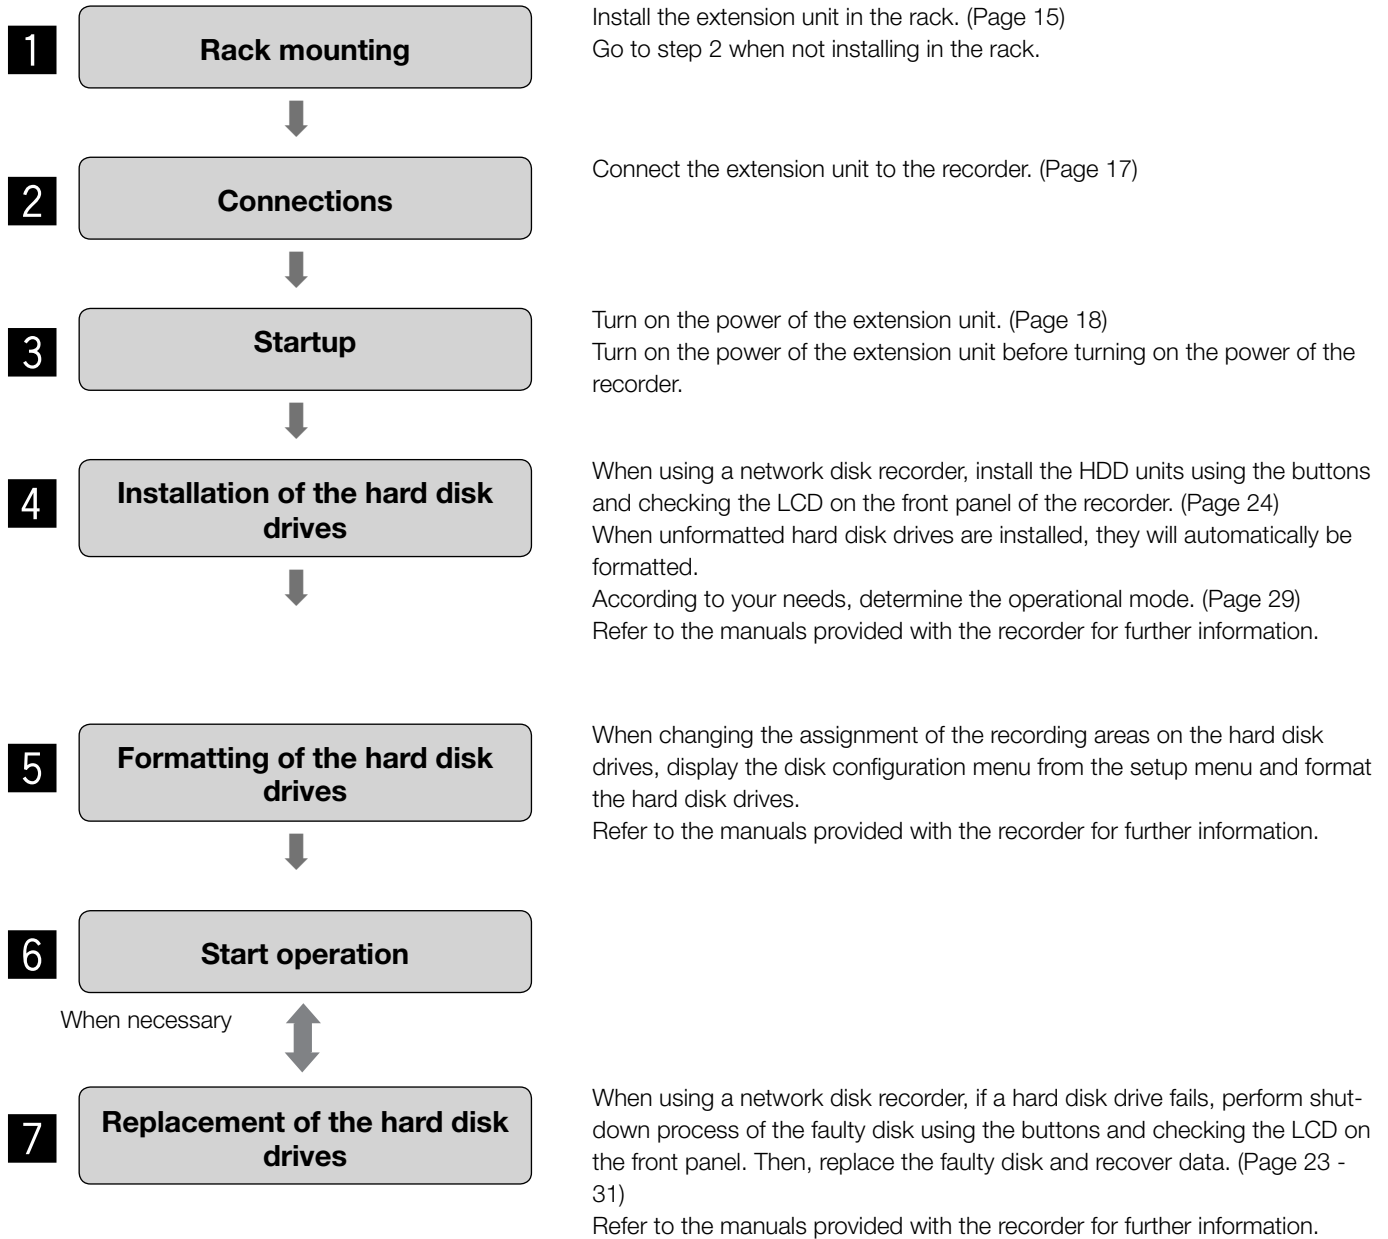 1
Rack mounting
Install the extension unit in the rack. (Page 15)
Go to step 2 when not installing in the rack.
2
Connections
Connect the extension unit to the recorder. (Page 17)
3
Startup
Turn on the power of the extension unit. (Page 18)
Turn on the power of the extension unit before turning on the power of the
recorder.
4
Installation of the hard disk
drives
When using a network disk recorder, install the HDD units using the buttons
and checking the LCD on the front panel of the recorder. (Page 24)
When unformatted hard disk drives are installed, they will automatically be
formatted.
According to your needs, determine the operational mode. (Page 29)
Refer to the manuals provided with the recorder for further information.
5
Formatting of the hard disk
drives
When changing the assignment of the recording areas on the hard disk
drives, display the disk configuration menu from the setup menu and format
the hard disk drives.
Refer to the manuals provided with the recorder for further information.
6
Start operation
When necessary
7
Replacement of the hard disk
drives
When using a network disk recorder, if a hard disk drive fails, perform shut-
down process of the faulty disk using the buttons and checking the LCD on
the front panel. Then, replace the faulty disk and recover data. (Page 23 -
31)
Refer to the manuals provided with the recorder for further information.